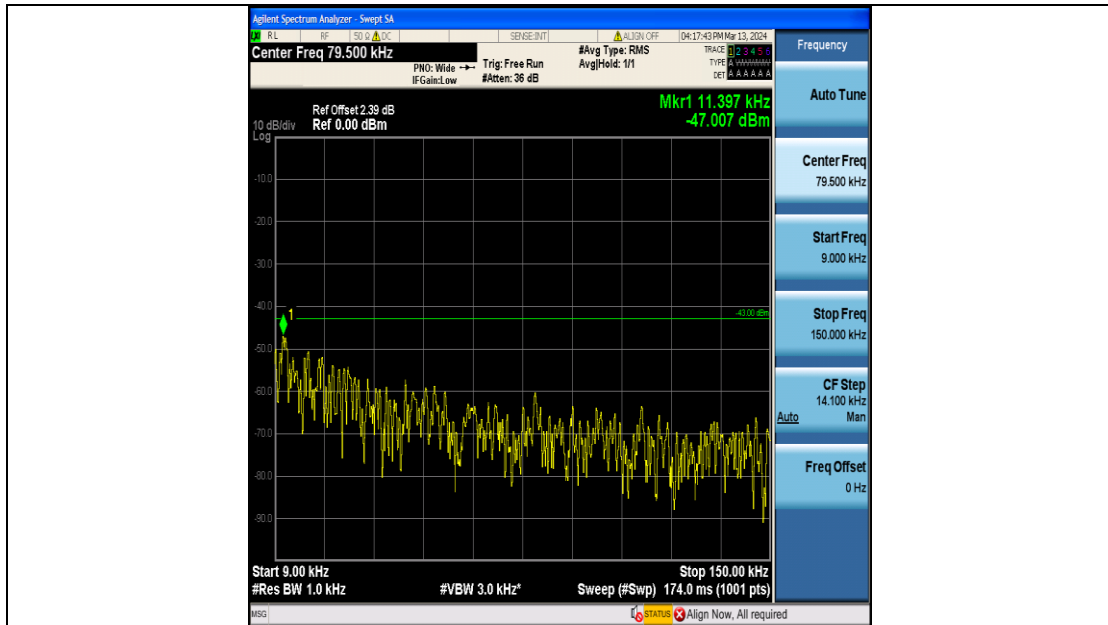 Agilent Spectrum Analyzer - Swept SA
RL RF 50 Ω DC SENSE:INT ALIGN OFF 04:17:43 PM Mar 13, 2024
Center Freq 79.500 kHz
PNO: Wide
IFGain:Low
Trig: Free Run
#Atten: 36 dB
#Avg Type: RMS
Avg|Hold: 1/1
TRACE 1 2 3 4 5 6
TYPE A WWWWW
DET A A A A A A
Frequency
Auto Tune
Mkr1 11.397 kHz
-47.007 dBm
Ref Offset 2.39 dB
10 dB/div Ref 0.00 dBm
Log
Center Freq
79.500 kHz
-10.0
-20.0
Start Freq
9.000 kHz
-30.0
-40.0
1
-43.00 dBm
Stop Freq
150.000 kHz
-50.0
-60.0
CF Step
14.100 kHz
Auto Man
-70.0
Freq Offset
0 Hz
-80.0
-90.0
Start 9.00 kHz Stop 150.00 kHz
#Res BW 1.0 kHz #VBW 3.0 kHz* Sweep (#Swp) 174.0 ms (1001 pts)
MSG STATUS Align Now, All required